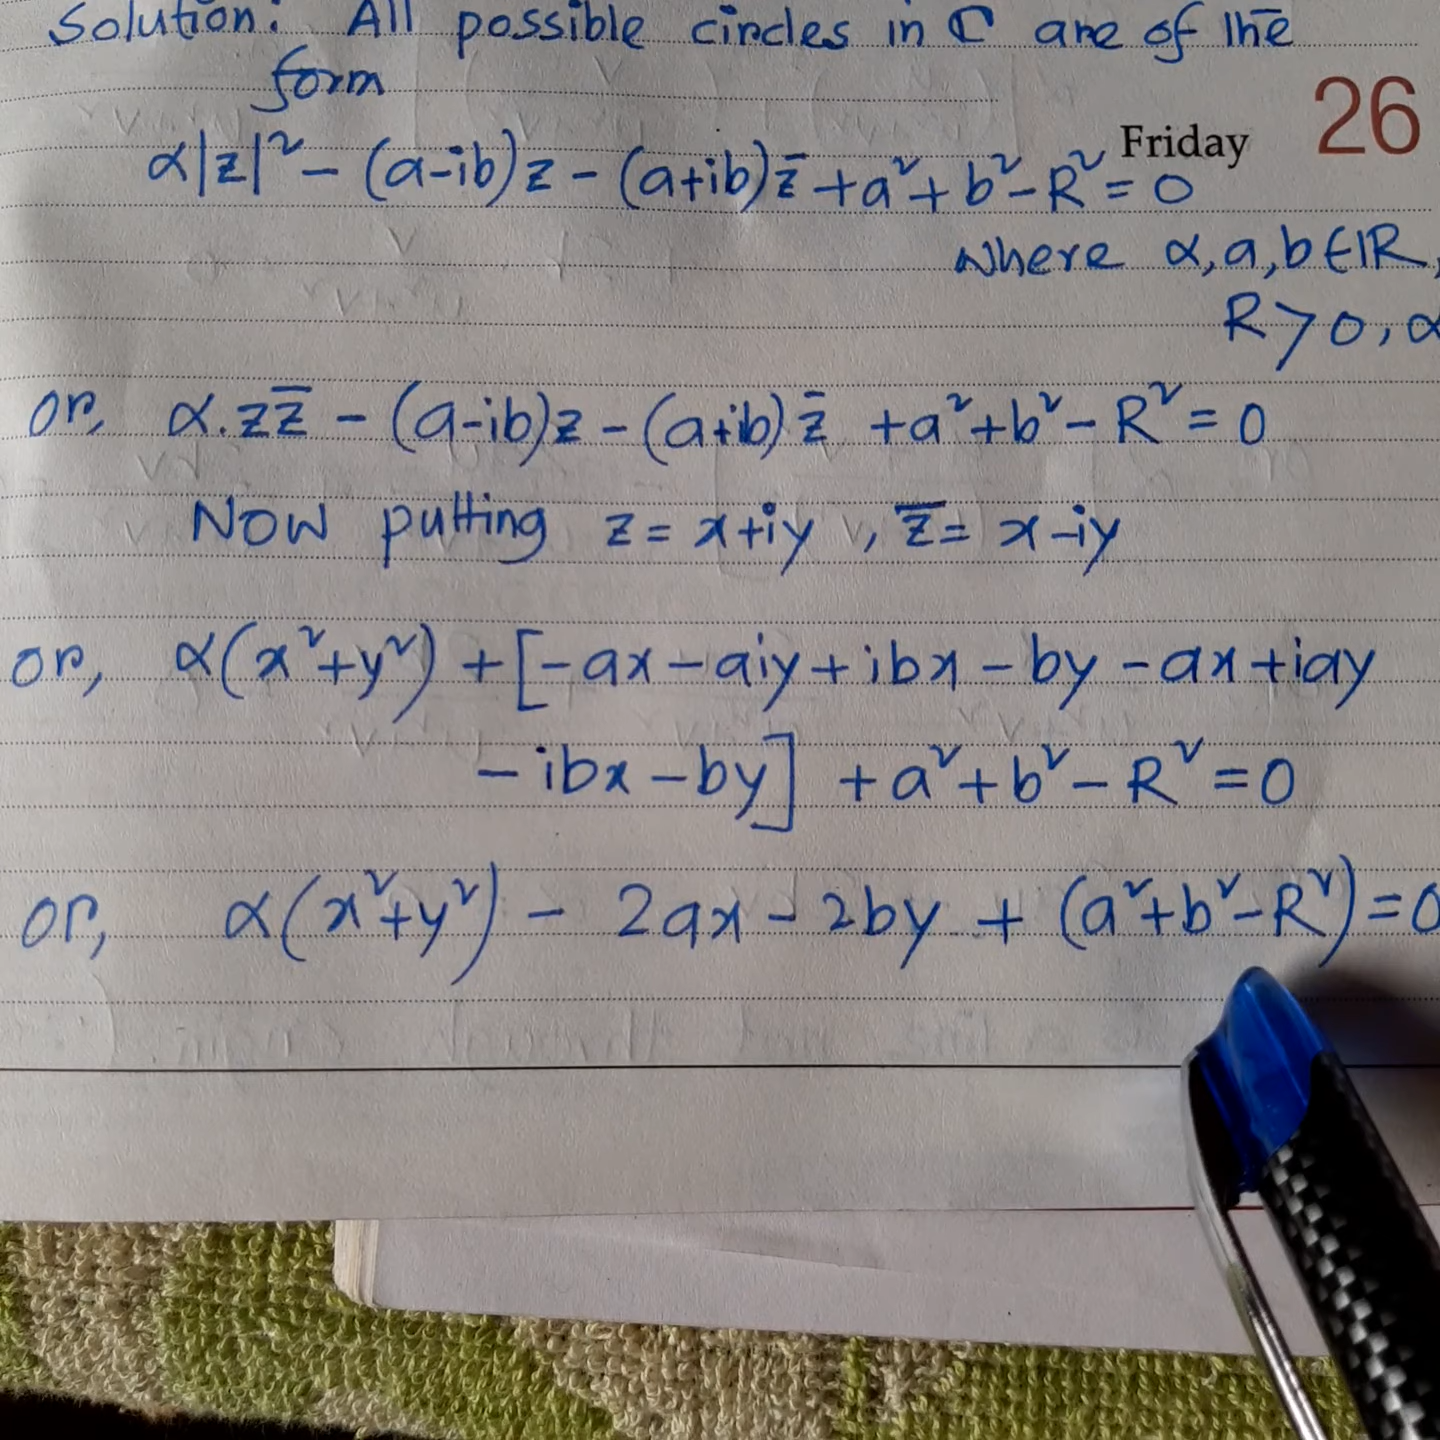 Solution: All possible circles in ℂ are of the
form
26
Friday
α|z|² - (a-ib)z - (a+ib)z̅ + a² + b² - R² = 0
where α, a, b ∈ ℝ,
R > 0, α
or, α.zz̅ - (a-ib)z - (a+ib)z̅ + a² + b² - R² = 0
Now putting z = x+iy, z̅ = x-iy
or, α(x²+y²) + [-ax - aiy + ibx - by - ax + iay
- ibx - by] + a² + b² - R² = 0
or, α(x²+y²) - 2ax - 2by + (a²+b²-R²) = 0